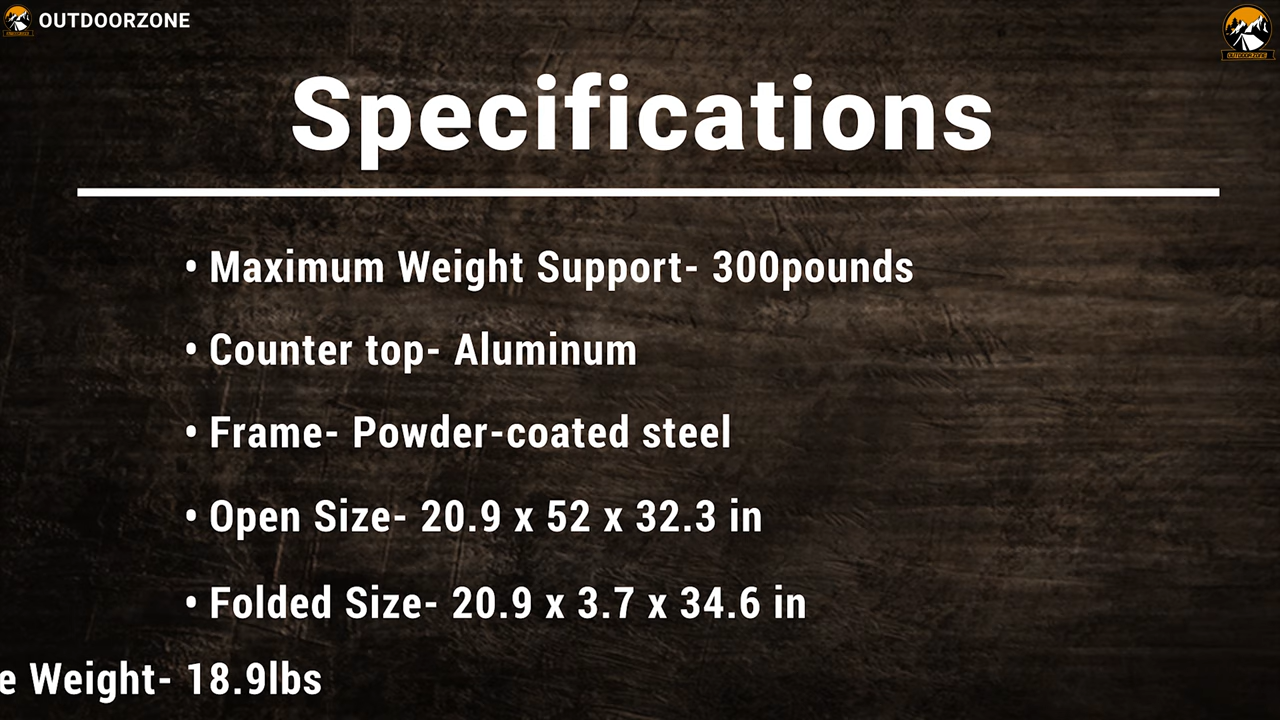 OUTDOORZONE
OUTDOORZONE
Specifications
• Maximum Weight Support- 300pounds
• Counter top- Aluminum
• Frame- Powder-coated steel
• Open Size- 20.9 x 52 x 32.3 in
• Folded Size- 20.9 x 3.7 x 34.6 in
e Weight- 18.9lbs